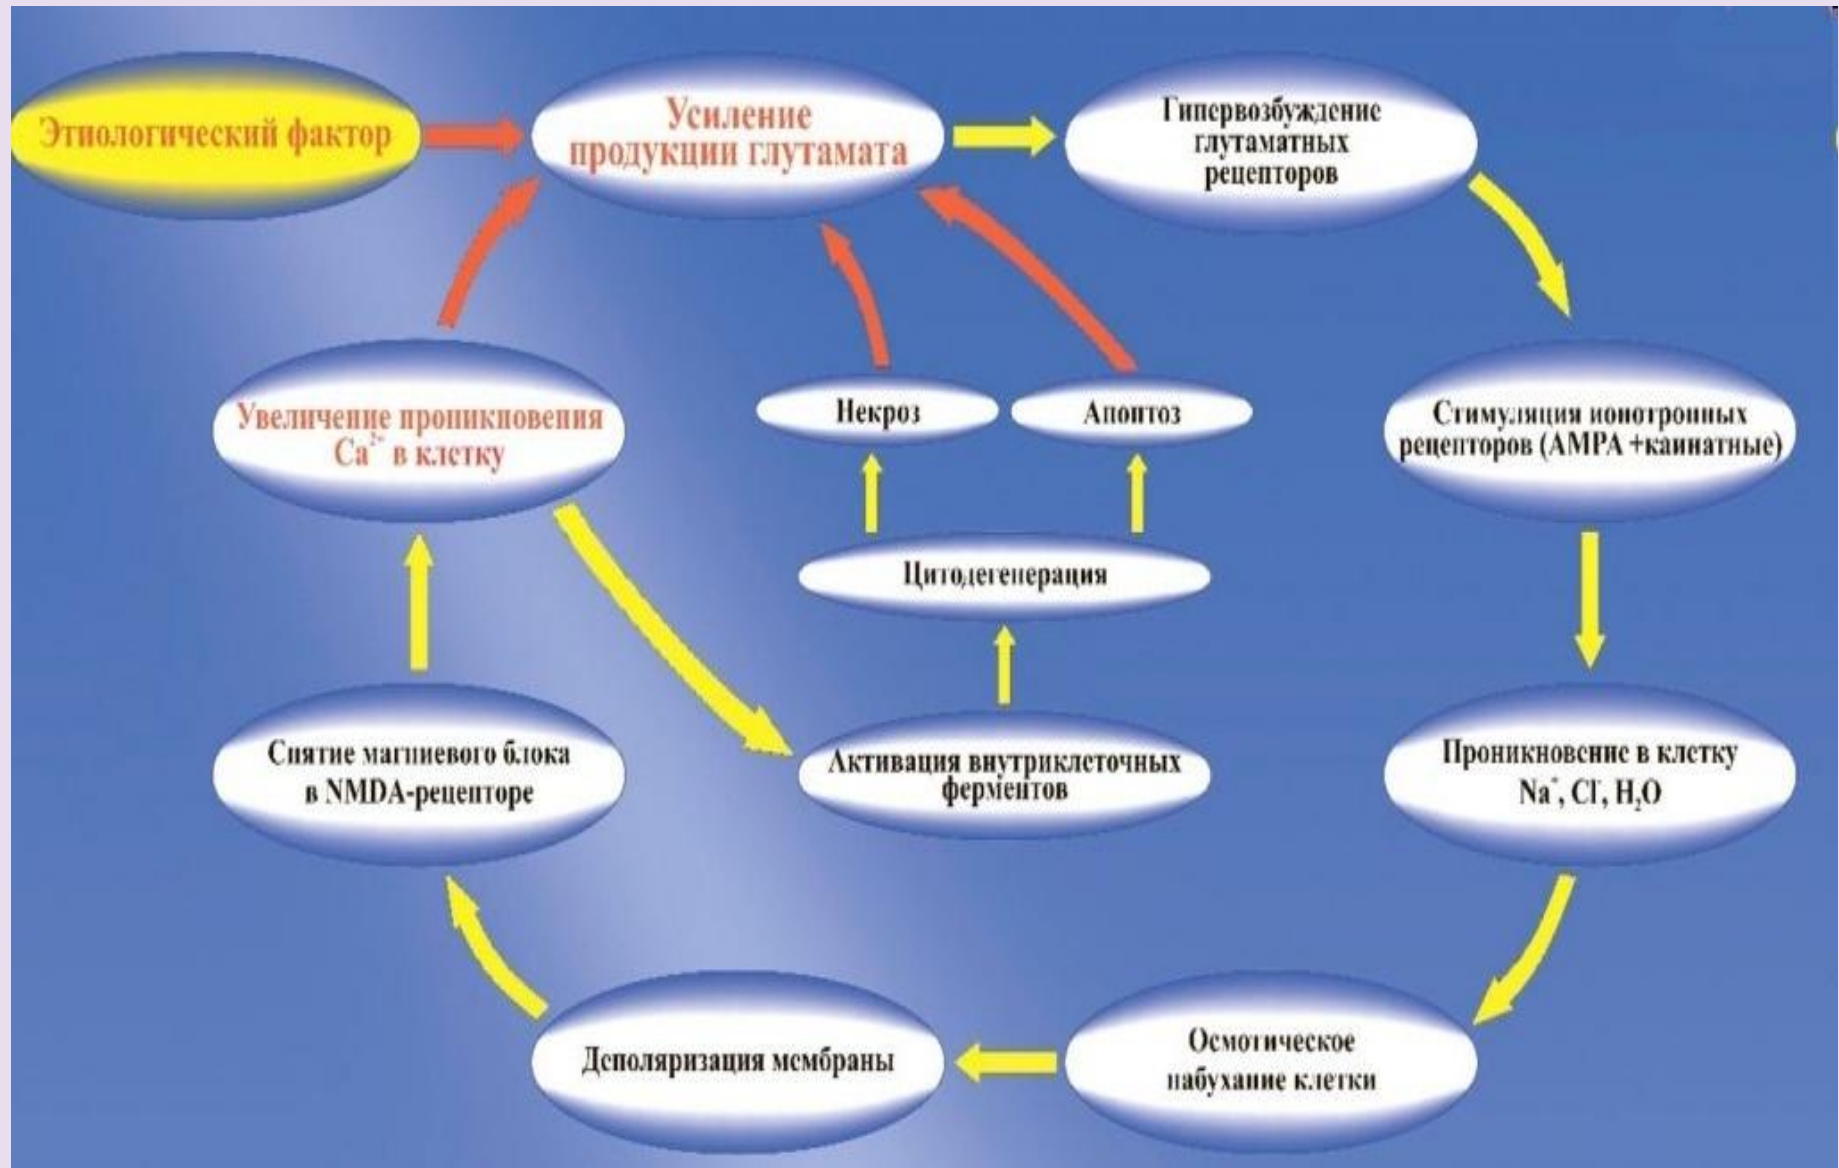 Этиологический фактор
Усиление
продукции глутамата
Гипервозбуждение
глутаматных
рецепторов
Увеличение проникновения
Ca²⁺ в клетку
Некроз
Апоптоз
Стимуляция ионотропных
рецепторов (AMPA +каинатные)
Цитодегенерация
Снятие магниевого блока
в NMDA-рецепторе
Активация внутриклеточных
ферментов
Проникновение в клетку
Na⁺, Cl⁻, H₂O
Деполяризация мембраны
Осмотическое
набухание клетки